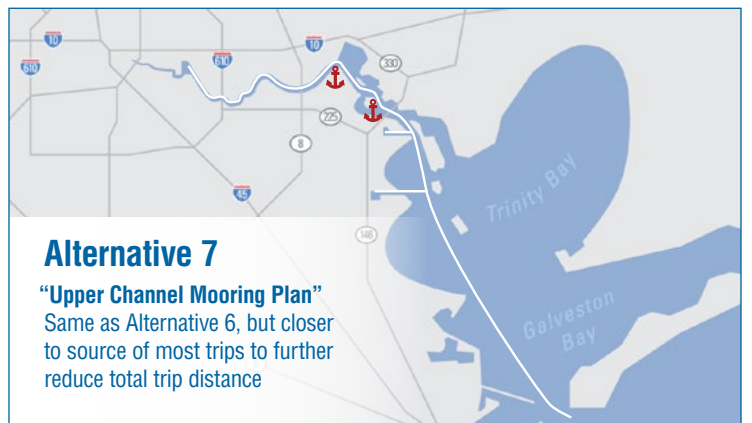 10
610
610
10
330
225
8
45
146
Trinity Bay
Galveston
Bay
Alternative 7
“Upper Channel Mooring Plan”
Same as Alternative 6, but closer
to source of most trips to further
reduce total trip distance